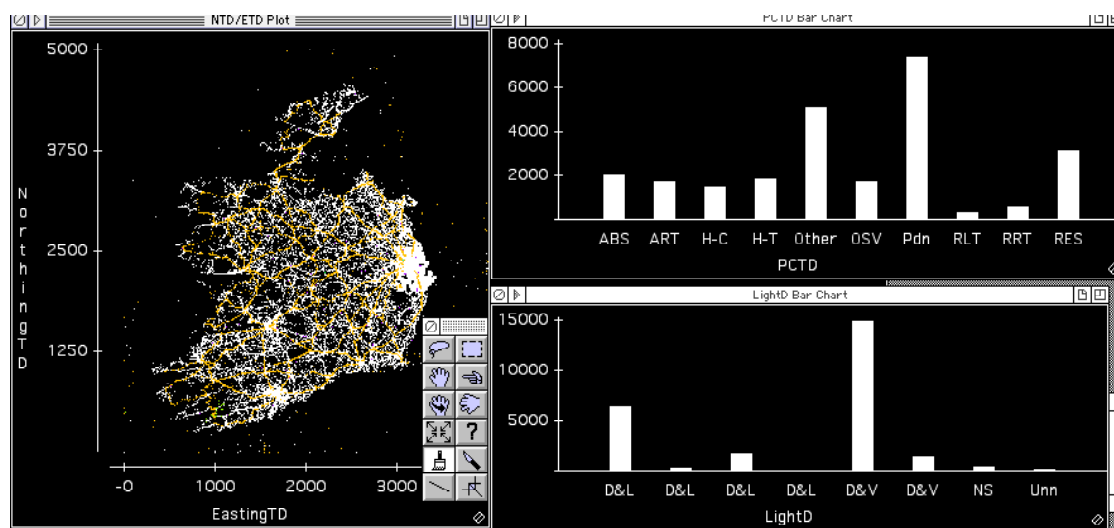 NTD/ETD Plot
5000
3750
2500
1250
NorthingTD
-0 1000 2000 3000
EastingTD
?
PCTD Bar Chart
8000
6000
4000
2000
ABS ART H-C H-T Other OSV Pdn RLT RRT RES
PCTD
LightD Bar Chart
15000
10000
5000
D&L D&L D&L D&L D&V D&V NS Unn
LightD